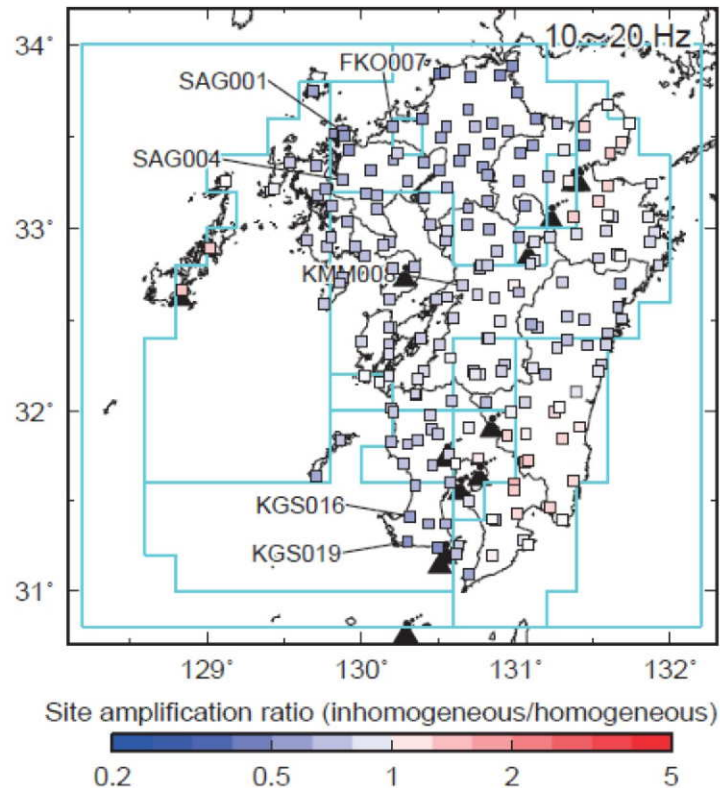 34°
10~20 Hz
FKO007
SAG001
SAG004
33°
KMM008
32°
KGS016
KGS019
31°
129° 130° 131° 132°
Site amplification ratio (inhomogeneous/homogeneous)
0.2 0.5 1 2 5